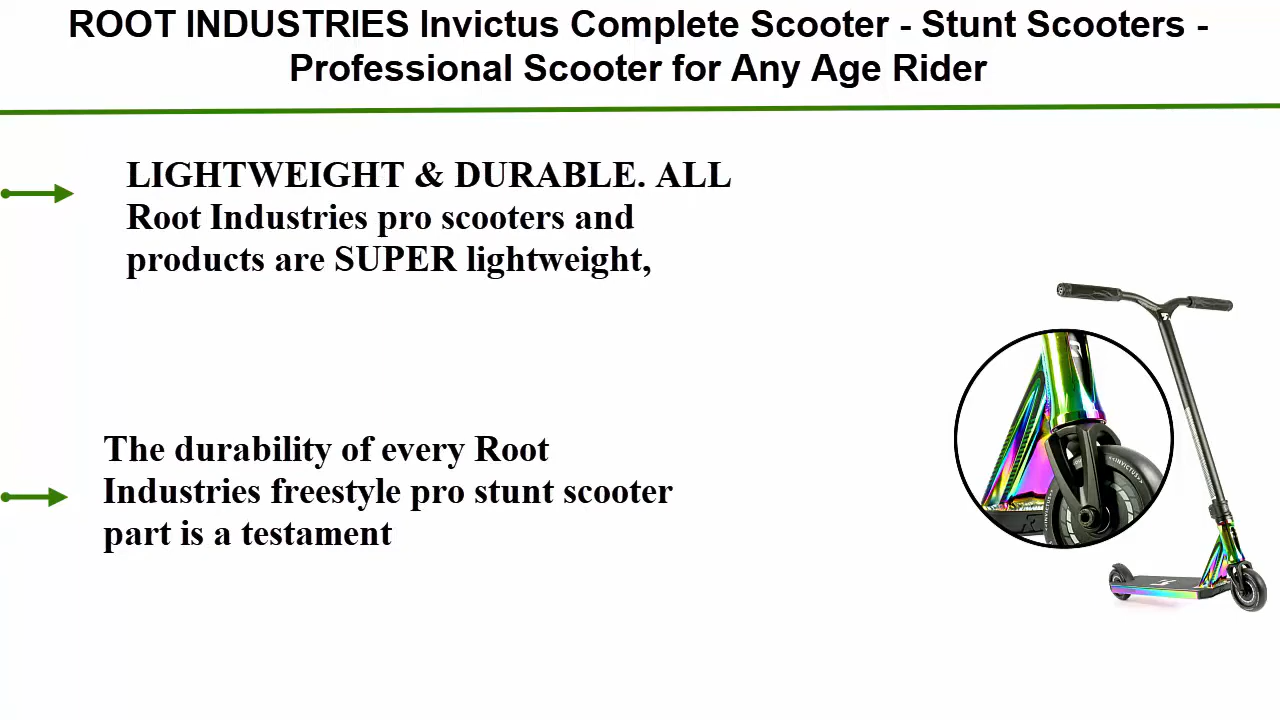 ROOT INDUSTRIES Invictus Complete Scooter - Stunt Scooters -
Professional Scooter for Any Age Rider
LIGHTWEIGHT & DURABLE. ALL
Root Industries pro scooters and
products are SUPER lightweight,
The durability of every Root
Industries freestyle pro stunt scooter
part is a testament
<<INVICTUS>>